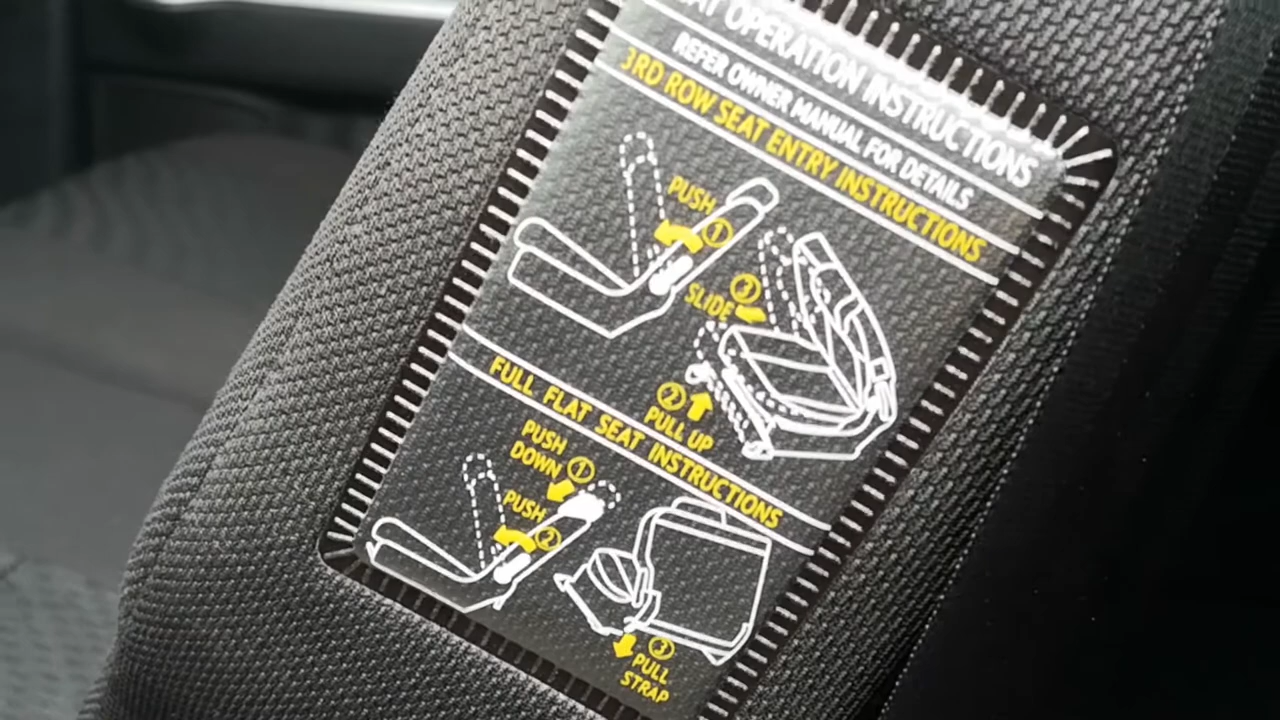 OPERATION INSTRUCTIONS
REFER OWNER MANUAL FOR DETAILS
3RD ROW SEAT ENTRY INSTRUCTIONS
PUSH
1
3
SLIDE
2
PULL UP
FULL FLAT SEAT INSTRUCTIONS
PUSH
DOWN 1
PUSH
2
3
PULL
STRAP